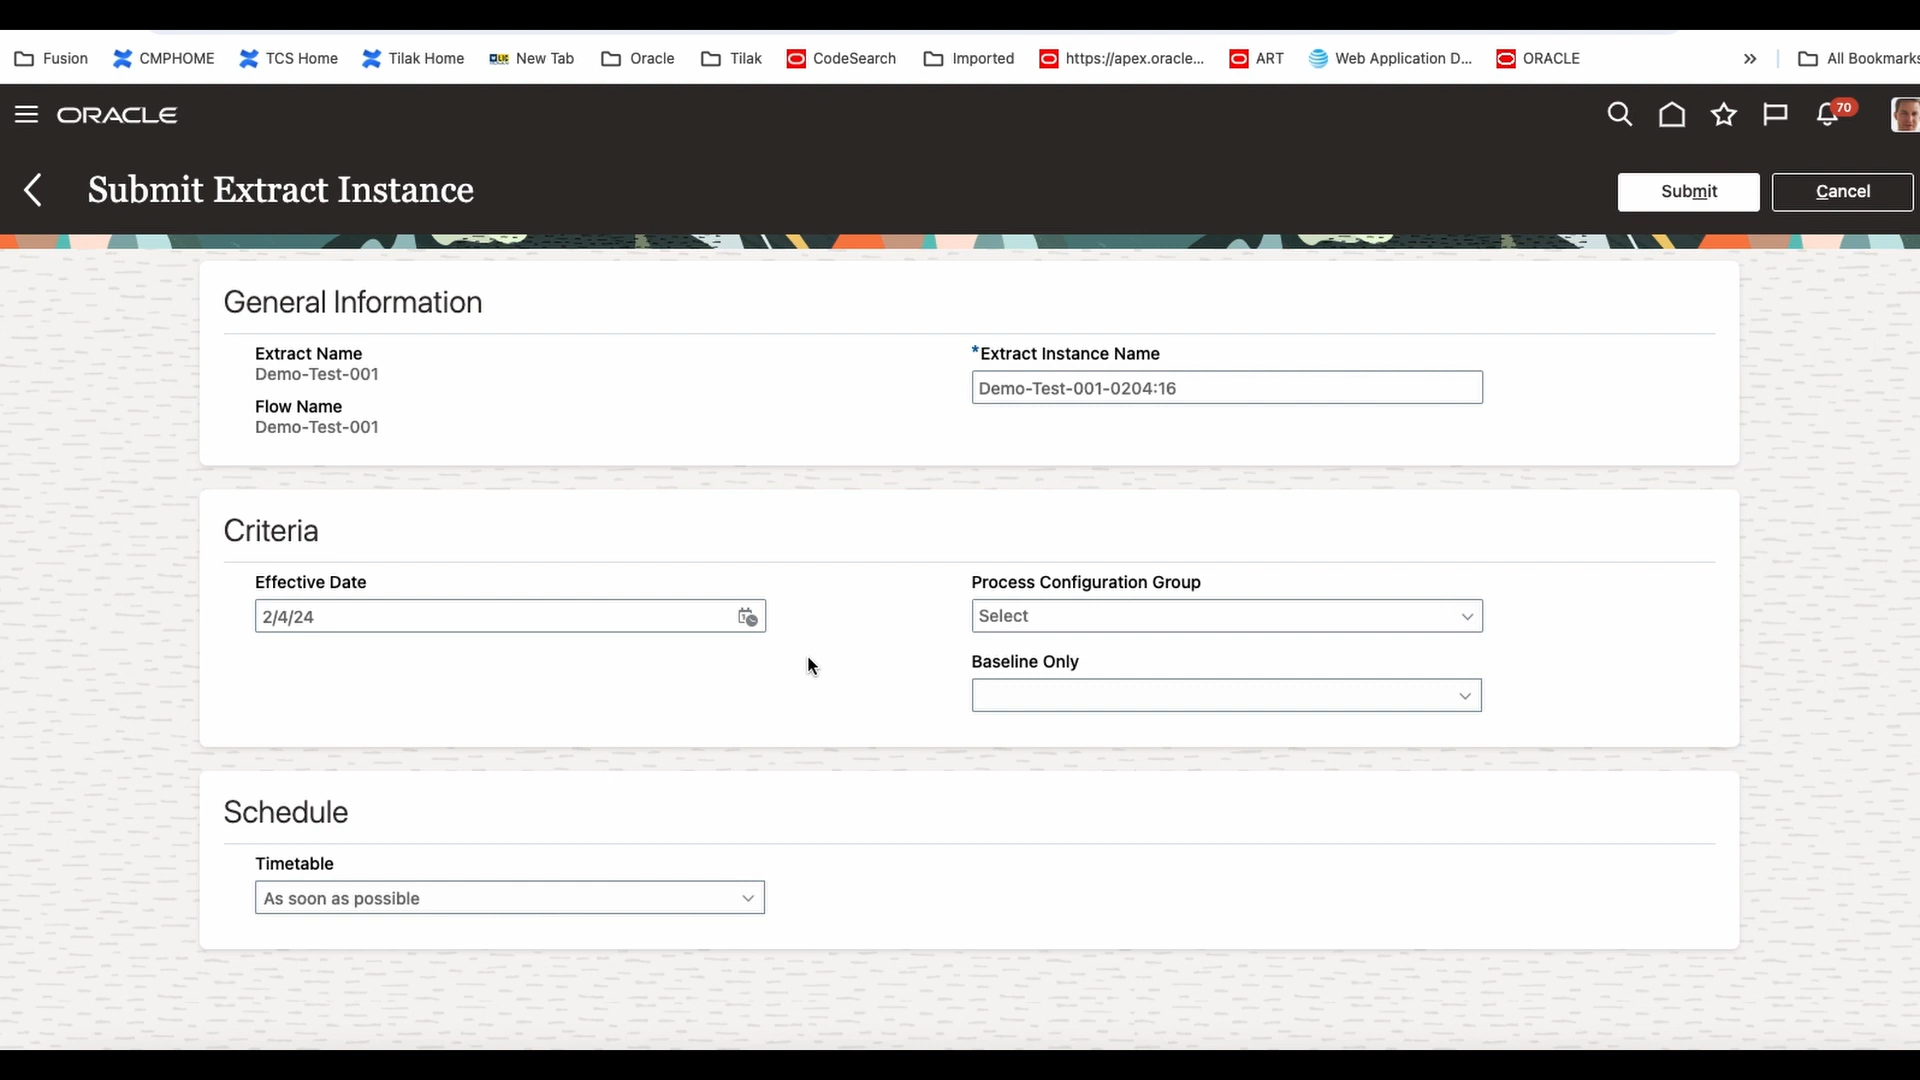 Fusion CMPHOME TCS Home Tilak Home New Tab Oracle Tilak CodeSearch Imported https://apex.oracle... ART Web Application D... ORACLE » All Bookmarks
ORACLE 70
Submit Extract Instance Submit Cancel
General Information
Extract Name
Demo-Test-001
Flow Name
Demo-Test-001
*Extract Instance Name
Demo-Test-001-0204:16
Criteria
Effective Date
2/4/24
Process Configuration Group
Select
Baseline Only
Schedule
Timetable
As soon as possible